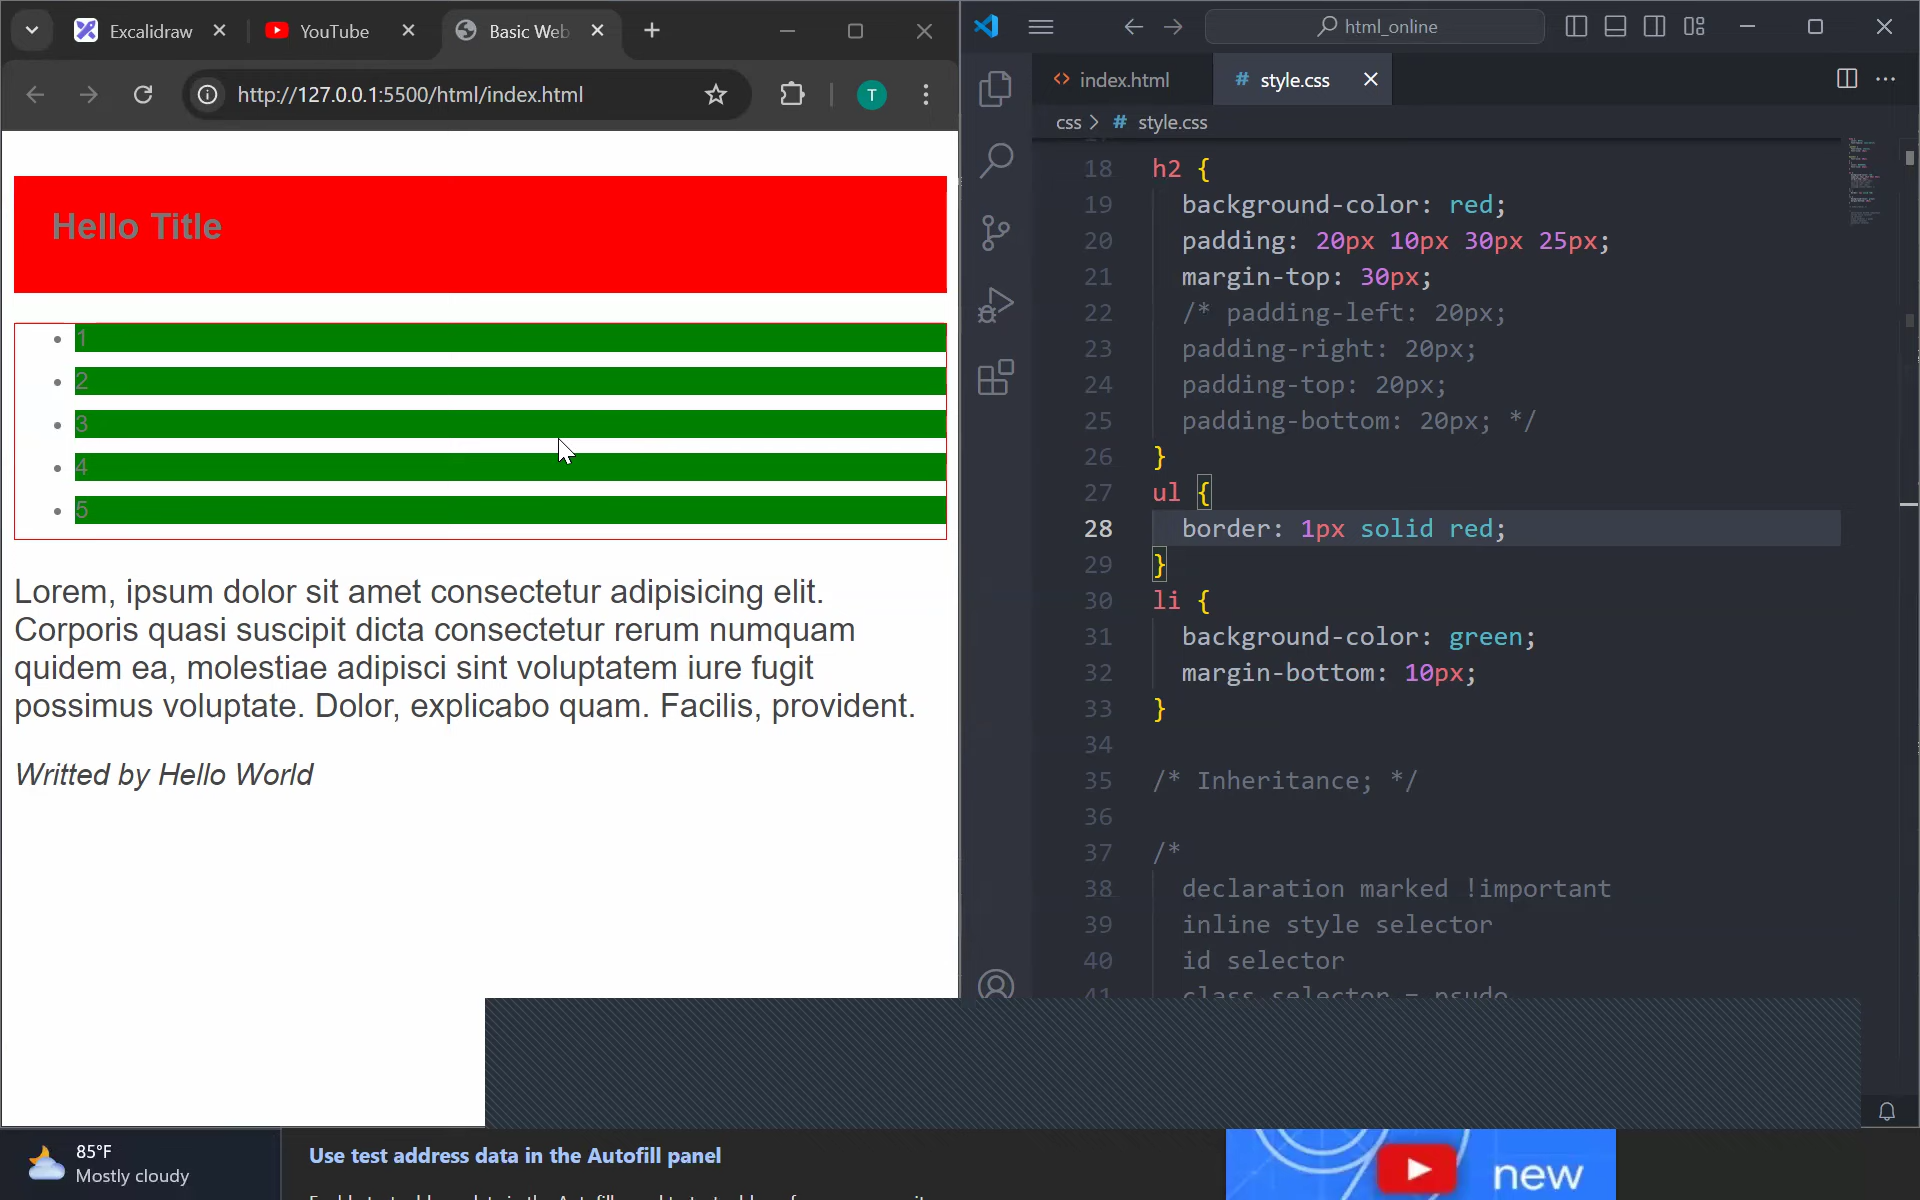 Excalidraw
YouTube
Basic Web
http://127.0.0.1:5500/html/index.html
T
Hello Title
1
2
3
4
5
Lorem, ipsum dolor sit amet consectetur adipisicing elit.
Corporis quasi suscipit dicta consectetur rerum numquam
quidem ea, molestiae adipisci sint voluptatem iure fugit
possimus voluptate. Dolor, explicabo quam. Facilis, provident.
Writted by Hello World
html_online
index.html
# style.css
css > # style.css
18 h2 {
19 background-color: red;
20 padding: 20px 10px 30px 25px;
21 margin-top: 30px;
22 /* padding-left: 20px;
23 padding-right: 20px;
24 padding-top: 20px;
25 padding-bottom: 20px; */
26 }
27 ul {
28 border: 1px solid red;
29 }
30 li {
31 background-color: green;
32 margin-bottom: 10px;
33 }
34
35 /* Inheritance; */
36
37 /*
38 declaration marked !important
39 inline style selector
40 id selector
41 class selector = psudo
85°F
Mostly cloudy
Use test address data in the Autofill panel
new